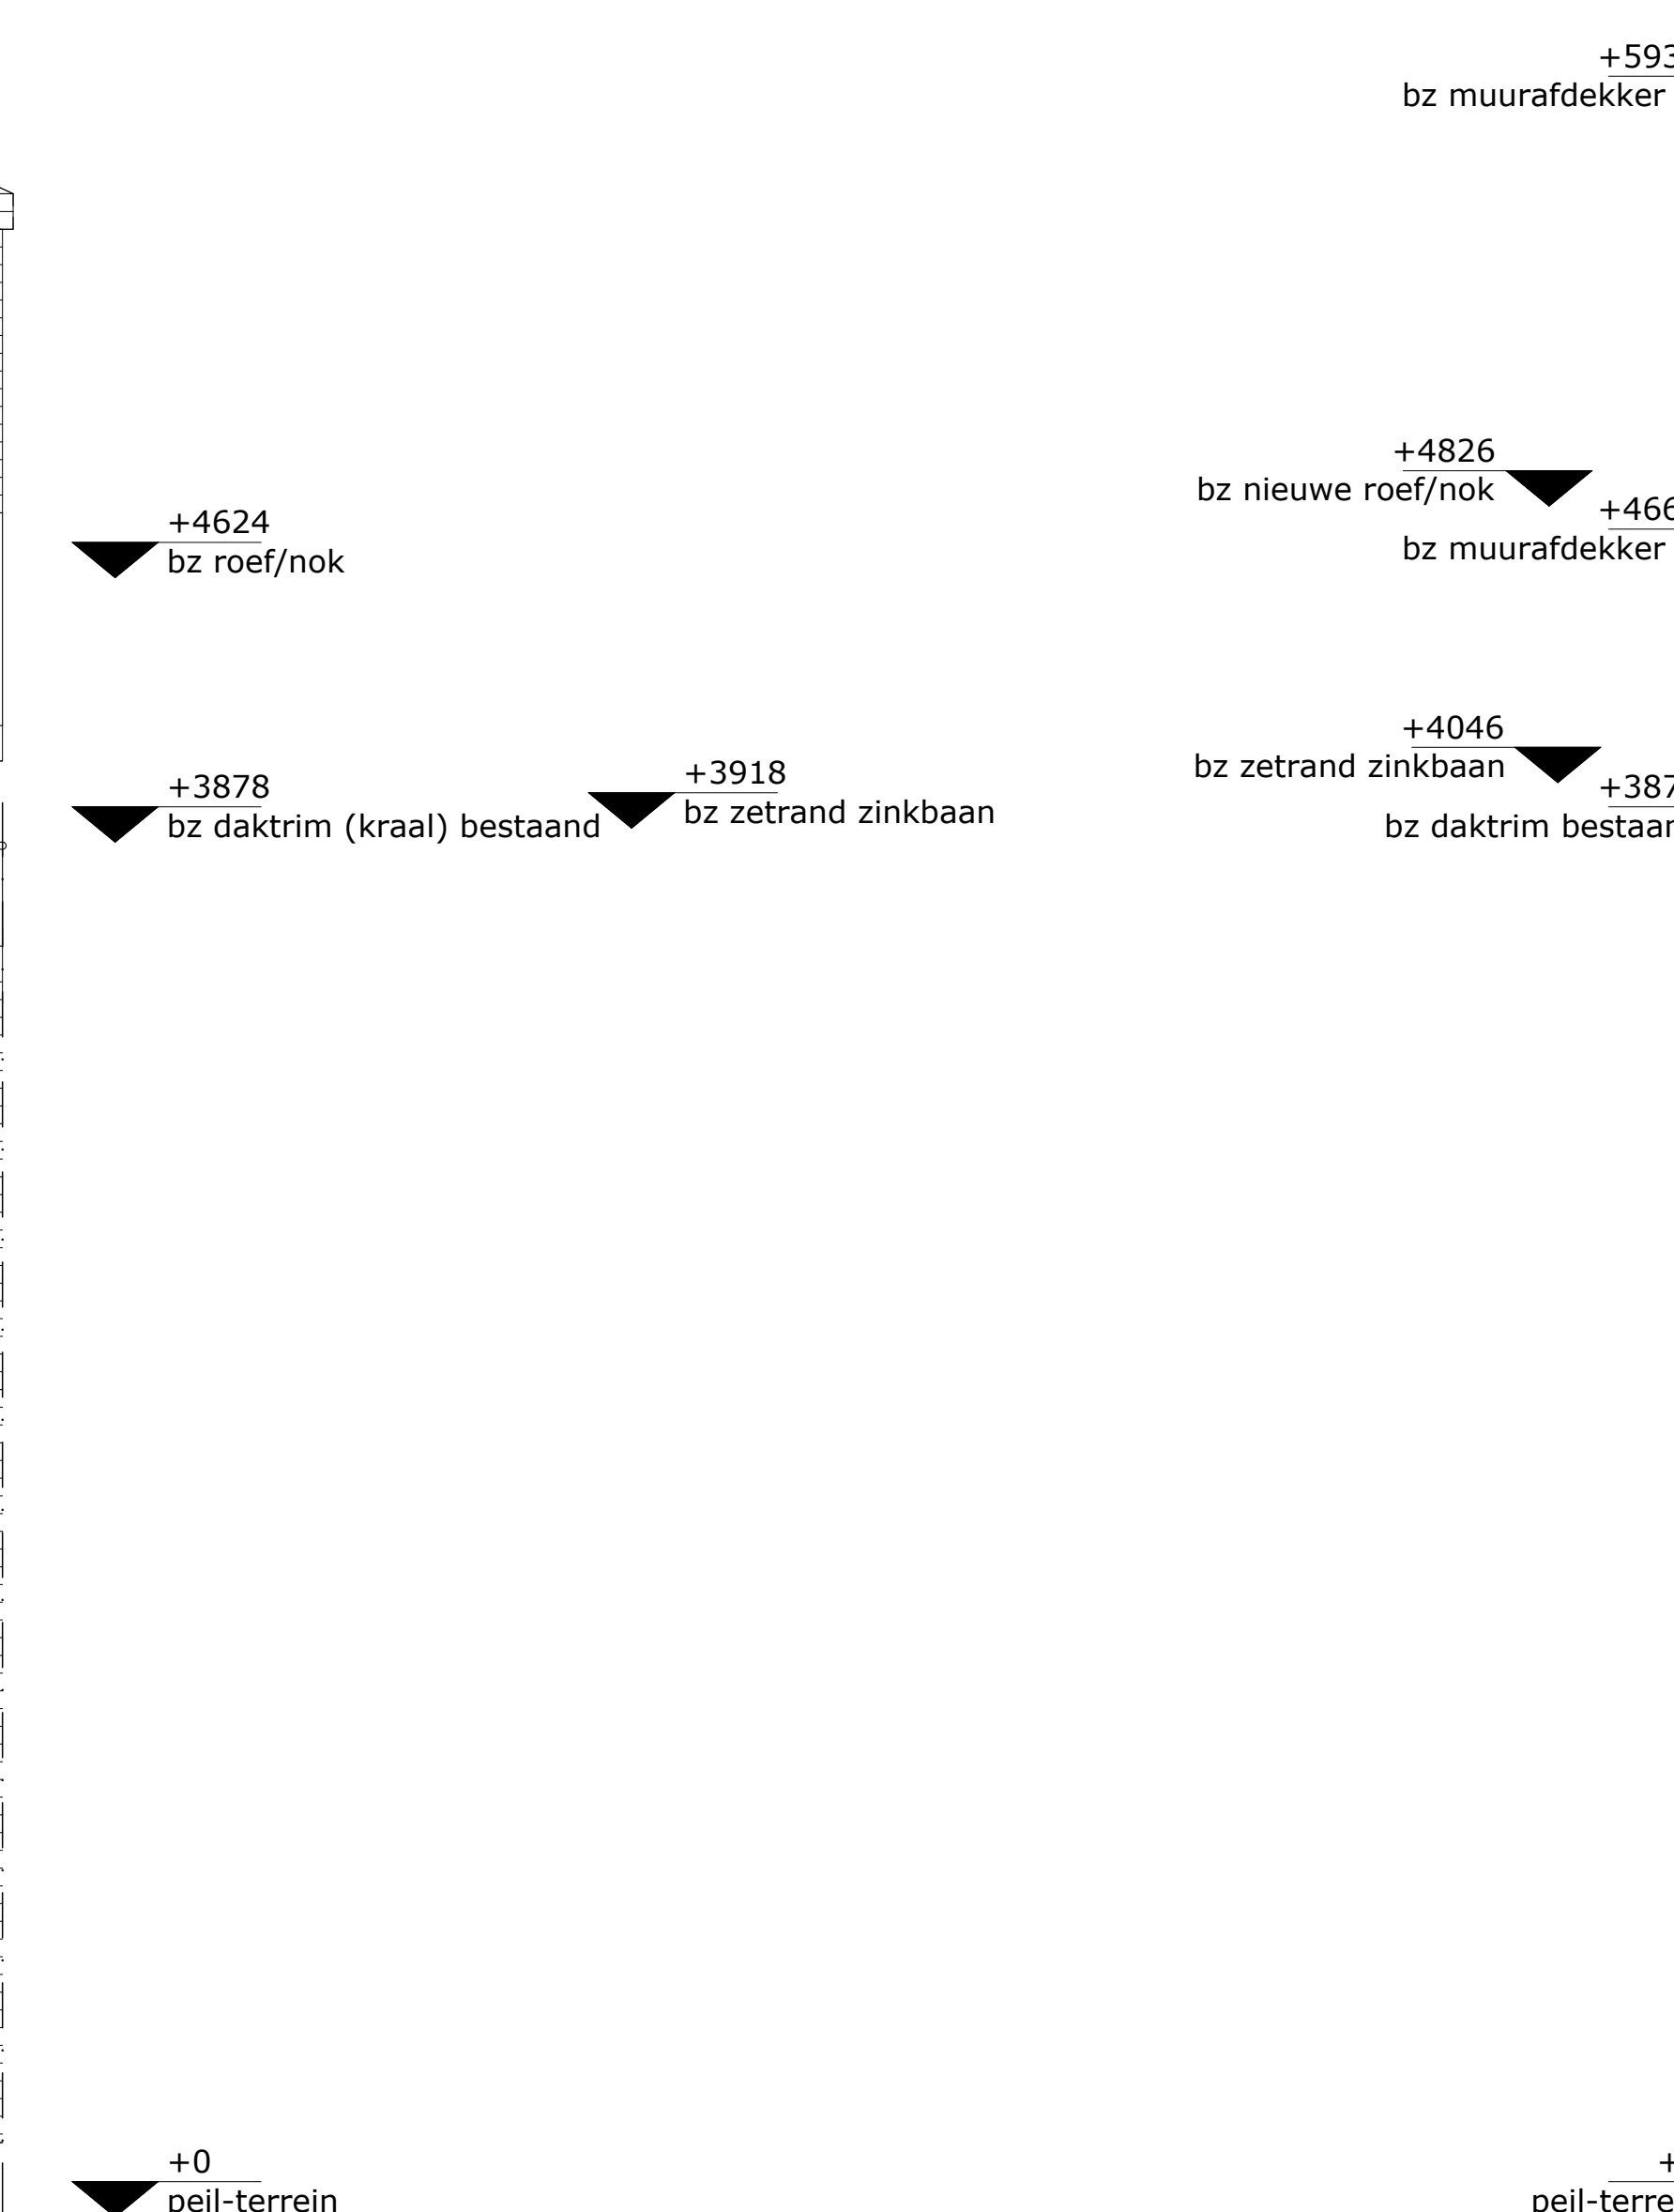 +593
bz muurafdekker
+4826
bz nieuwe roef/nok
+4624
bz roef/nok
+466
bz muurafdekker
+4046
bz zetrand zinkbaan
+3878
bz daktrim (kraal) bestaand
+3918
bz zetrand zinkbaan
+387
bz daktrim
+0
peil-terrein